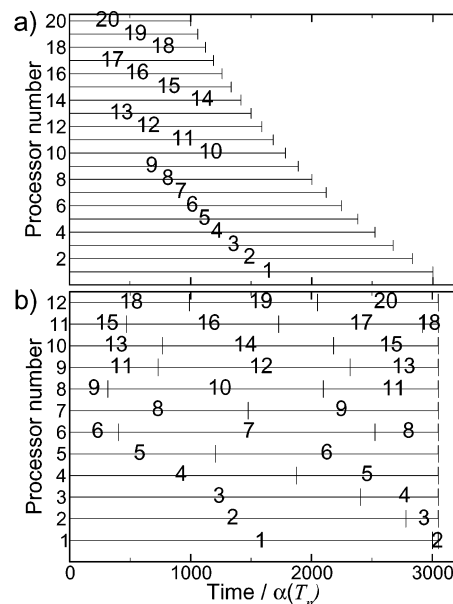 a)
Processor number
20 20
19
18 18
17
16 16
15
14 14
13
12 12
11
10 10
9
8 8
7
6 6
5
4 4
3
2 2
1
b)
Processor number
12 18 19 20
11 15 16 17 18
10 13 14 15
9 11 12 13
8 9 10 11
7 8 9
6 6 7 8
5 5 6
4 4 5
3 3 4
2 2 3
1 1 2
0 1000 2000 3000
Time / α(Tₙ)